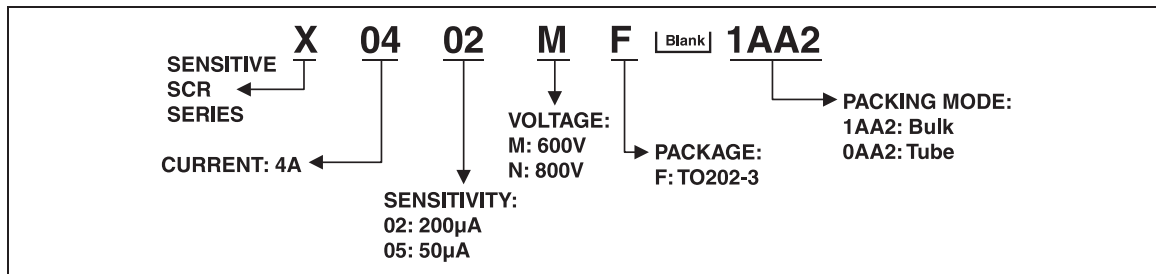 X 04 02 M F Blank 1AA2
SENSITIVE
SCR
SERIES
CURRENT: 4A
SENSITIVITY:
02: 200µA
05: 50µA
VOLTAGE:
M: 600V
N: 800V
PACKAGE:
F: TO202-3
PACKING MODE:
1AA2: Bulk
0AA2: Tube